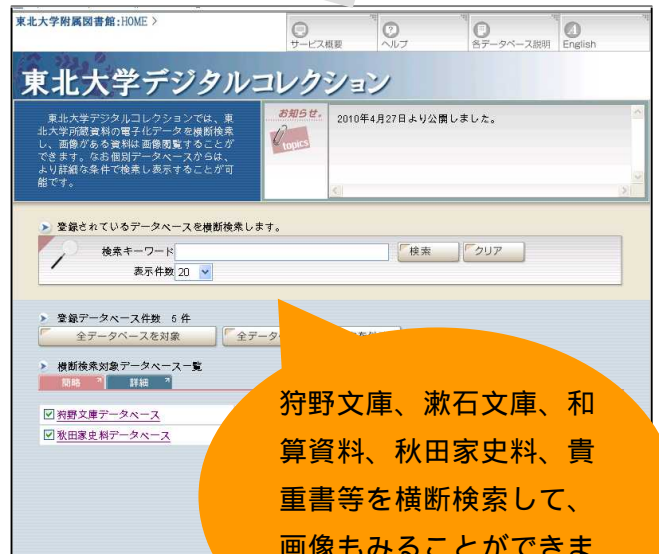 東北大学附属図書館:HOME >
サービス概要
ヘルプ
各データベース説明
English
東北大学デジタルコレクション
東北大学デジタルコレクションでは、東
北大学所蔵資料の電子化データを横断検索
し、画像がある資料は画像閲覧することが
できます。なお個別データベースからは、
より詳細な条件で検索し表示することが可
能です。
お知らせ.
topics
2010年4月27日より公開しました。
登録されているデータベースを横断検索します。
検索キーワード
検索
クリア
表示件数 20
登録データベース件数 5 件
全データベースを対象
全データ
横断検索対象データベース一覧
簡略
詳細
狩野文庫データベース
秋田家史料データベース
狩野文庫、漱石文庫、和
算資料、秋田家史料、貴
重書等を横断検索して、
画像もみることができま